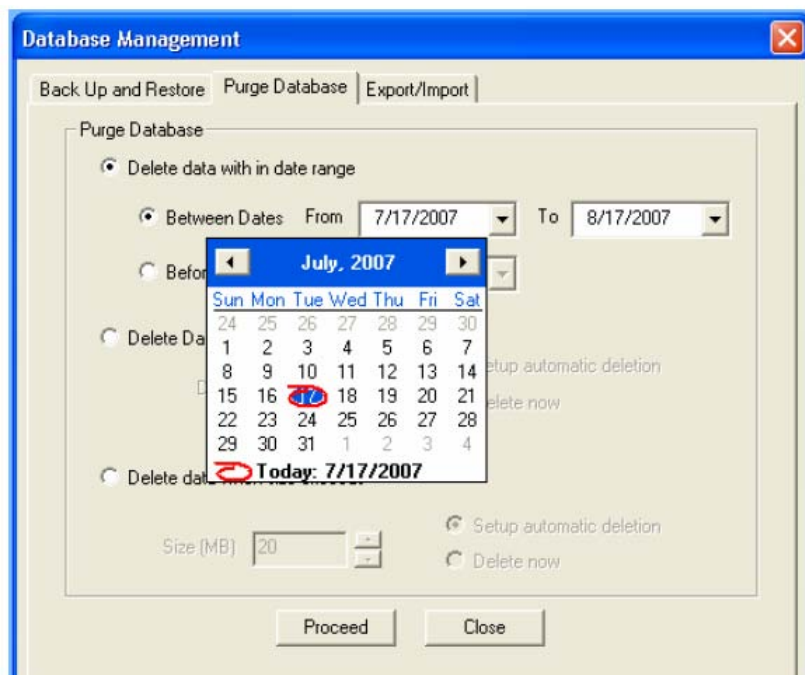 Database Management
Back Up and Restore Purge Database Export/Import
Purge Database
Delete data with in date range
Between Dates From 7/17/2007 To 8/17/2007
July, 2007
Sun Mon Tue Wed Thu Fri Sat
24 25 26 27 28 29 30
1 2 3 4 5 6 7
Delete
8 9 10 11 12 13 14
automatic deletion
15 16 17 18 19 20 21
now
22 23 24 25 26 27 28
29 30 31 1 2 3 4
Today: 7/17/2007
Delete
Size (MB) 20
Setup automatic deletion
Delete now
Proceed Close